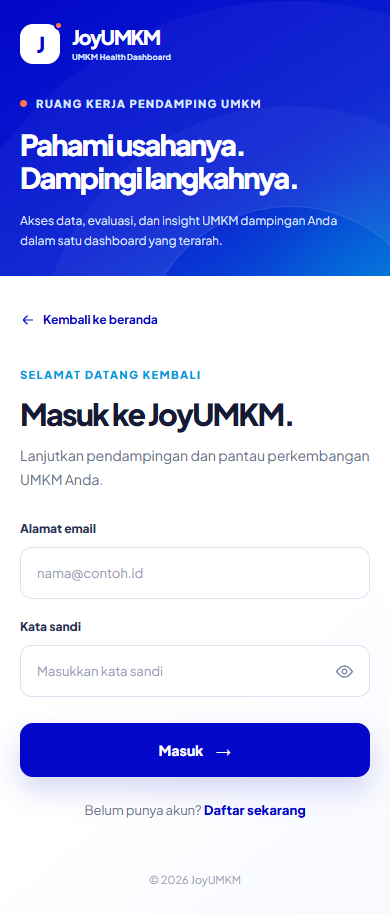 J
JoyUMKM
UMKM Health Dashboard
RUANG KERJA PENDAMPING UMKM
Pahami usahanya.
Dampingi langkahnya.
Akses data, evaluasi, dan insight UMKM dampingan Anda
dalam satu dashboard yang terarah.
← Kembali ke beranda
SELAMAT DATANG KEMBALI
Masuk ke JoyUMKM.
Lanjutkan pendampingan dan pantau perkembangan
UMKM Anda.
Alamat email
nama@contoh.id
Kata sandi
Masukkan kata sandi
Masuk →
Belum punya akun? Daftar sekarang
© 2026 JoyUMKM